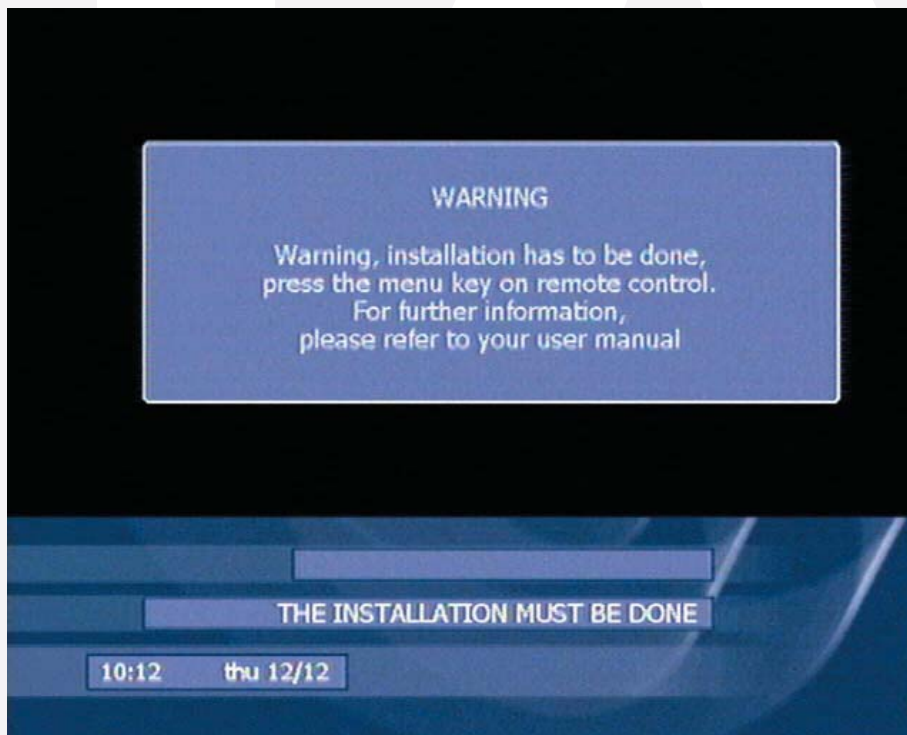 WARNING
Warning, installation has to be done,
press the menu key on remote control.
For further information,
please refer to your user manual
THE INSTALLATION MUST BE DONE
10:12 thu 12/12